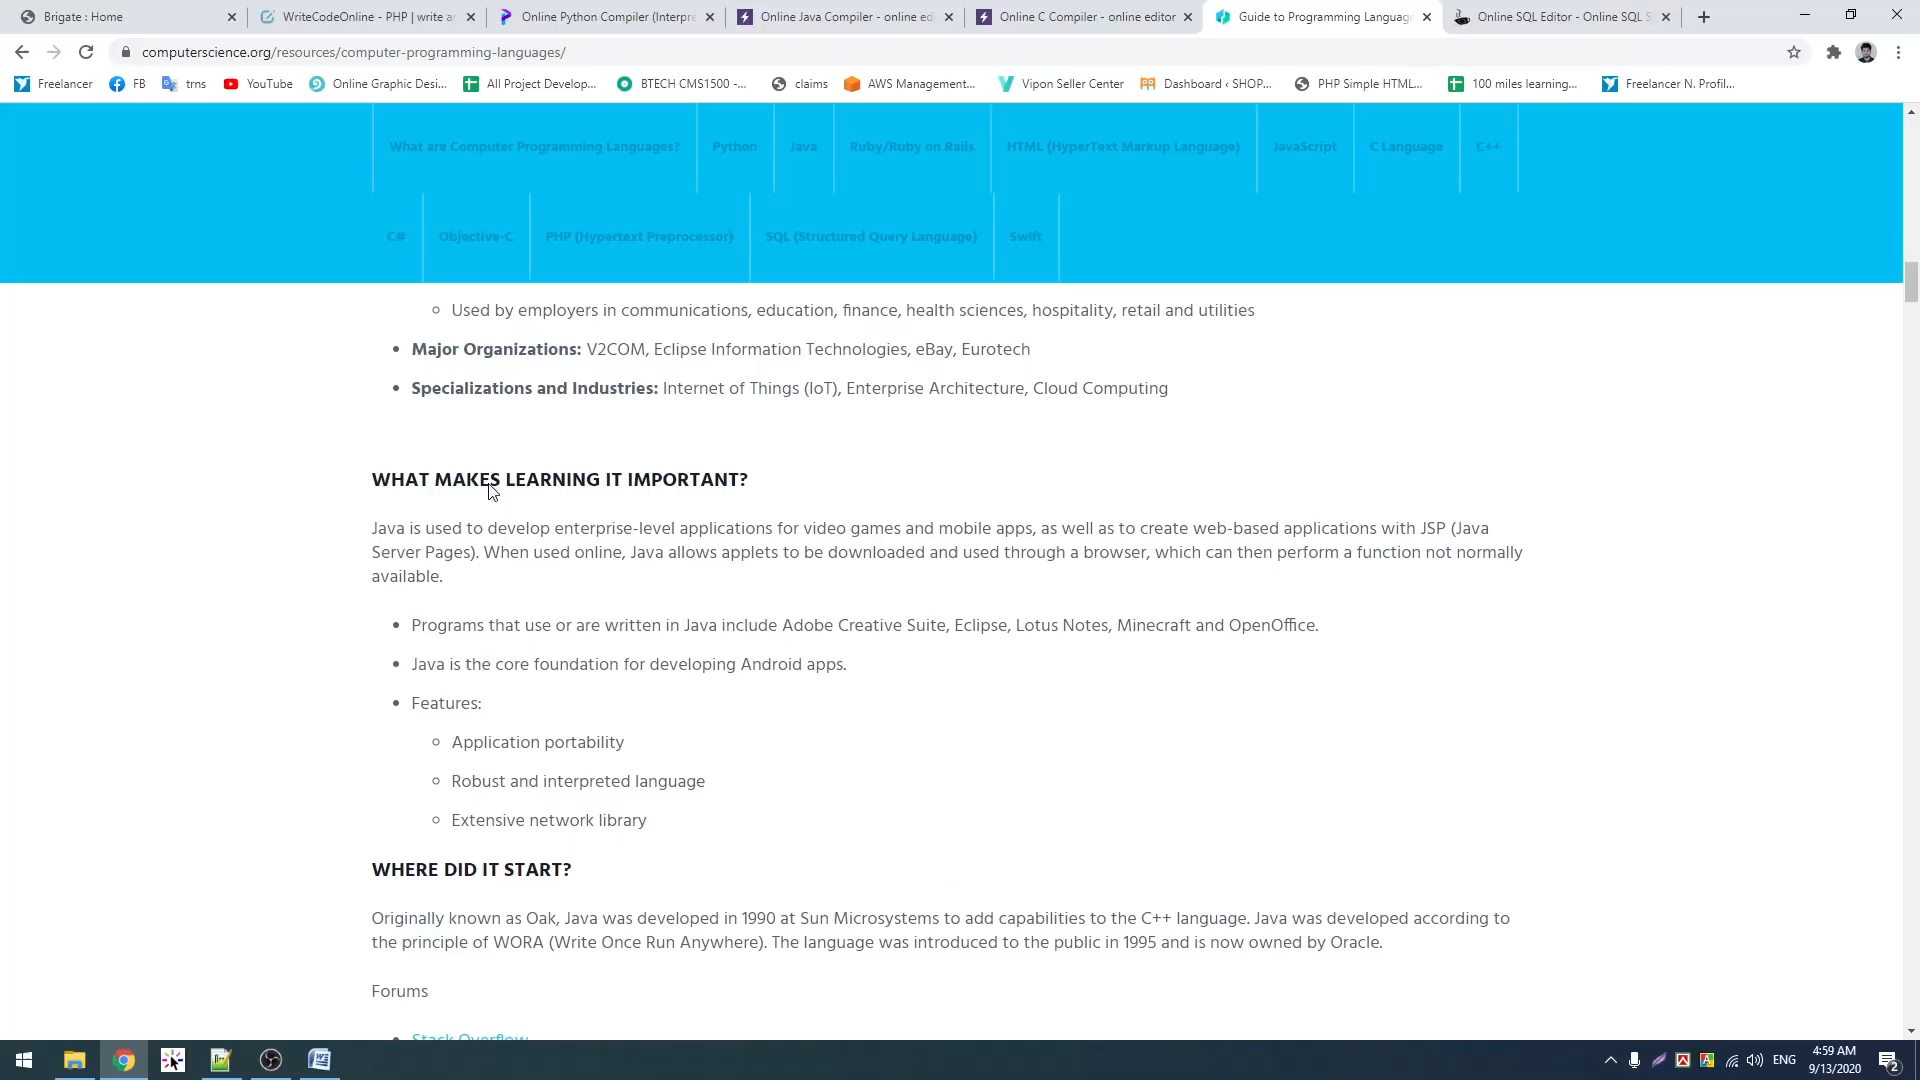 Brigate : Home
WriteCodeOnline - PHP | write an
Online Python Compiler (Interpre
Online Java Compiler - online edi
Online C Compiler - online editor
Guide to Programming Languag
Online SQL Editor - Online SQL S
computerscience.org/resources/computer-programming-languages/
Freelancer
FB
trns
YouTube
Online Graphic Desi...
All Project Develop...
BTECH CMS1500 -...
claims
AWS Management...
Vipon Seller Center
Dashboard ‹ SHOP...
PHP Simple HTML...
100 miles learning...
Freelancer N. Profil...
What are Computer Programming Languages?
Python
Java
Ruby/Ruby on Rails
HTML (HyperText Markup Language)
JavaScript
C Language
C++
C#
Objective-C
PHP (Hypertext Preprocessor)
SQL (Structured Query Language)
Swift
Used by employers in communications, education, finance, health sciences, hospitality, retail and utilities
Major Organizations: V2COM, Eclipse Information Technologies, eBay, Eurotech
Specializations and Industries: Internet of Things (IoT), Enterprise Architecture, Cloud Computing
WHAT MAKES LEARNING IT IMPORTANT?
Java is used to develop enterprise-level applications for video games and mobile apps, as well as to create web-based applications with JSP (Java
Server Pages). When used online, Java allows applets to be downloaded and used through a browser, which can then perform a function not normally
available.
Programs that use or are written in Java include Adobe Creative Suite, Eclipse, Lotus Notes, Minecraft and OpenOffice.
Java is the core foundation for developing Android apps.
Features:
Application portability
Robust and interpreted language
Extensive network library
WHERE DID IT START?
Originally known as Oak, Java was developed in 1990 at Sun Microsystems to add capabilities to the C++ language. Java was developed according to
the principle of WORA (Write Once Run Anywhere). The language was introduced to the public in 1995 and is now owned by Oracle.
Forums
Stack Overflow
ENG
4:59 AM
9/13/2020
2